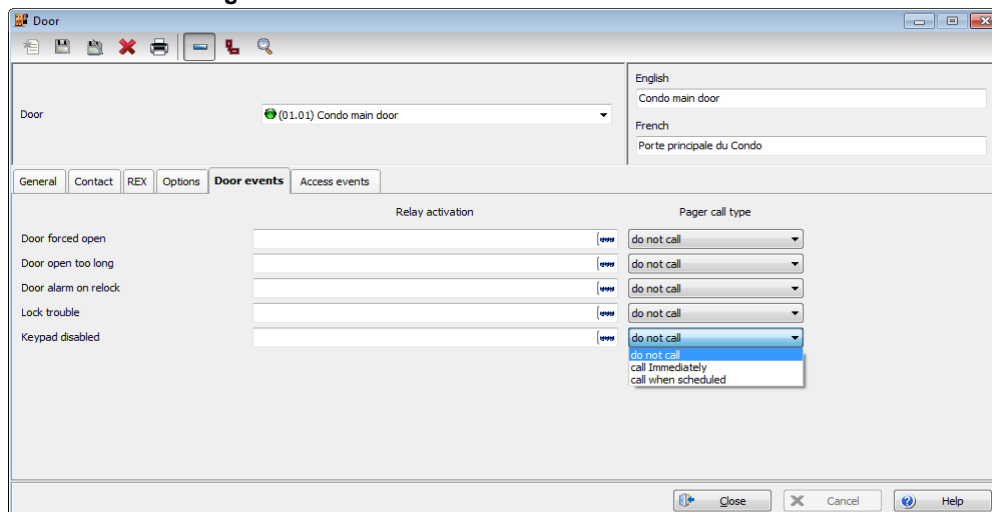 Door
English
Condo main door
Door (01.01) Condo main door
French
Porte principale du Condo
General Contact REX Options Door events Access events
Relay activation Pager call type
Door forced open do not call
Door open too long do not call
Door alarm on relock do not call
Lock trouble do not call
Keypad disabled do not call
do not call
call Immediately
call when scheduled
Close Cancel Help